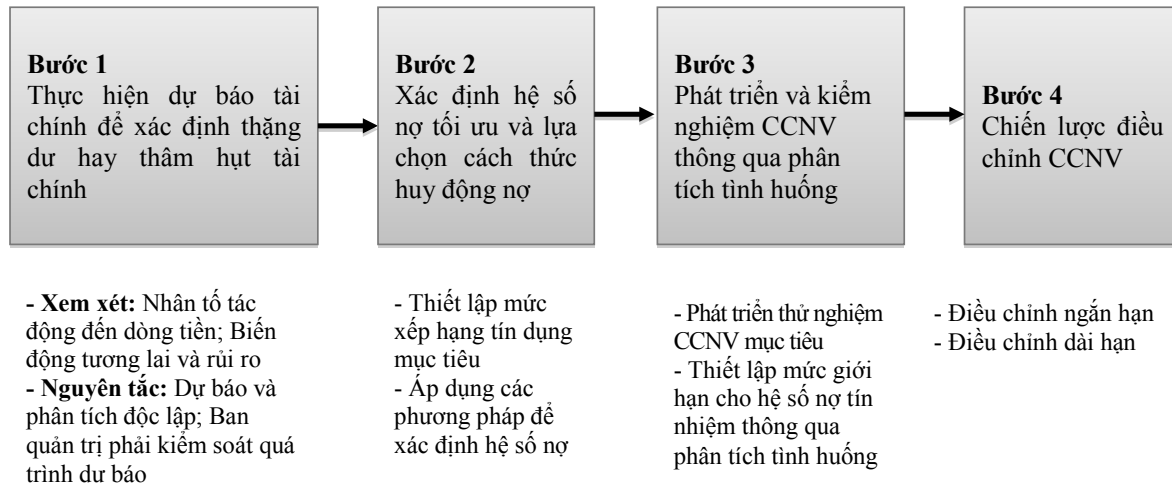 Bước 1
Thực hiện dự báo tài
chính để xác định thặng
dư hay thâm hụt tài
chính
Bước 2
Xác định hệ số
nợ tối ưu và lựa
chọn cách thức
huy động nợ
Bước 3
Phát triển và kiểm
nghiệm CCNV
thông qua phân
tích tình huống
Bước 4
Chiến lược điều
chỉnh CCNV
- Xem xét: Nhân tố tác
động đến dòng tiền; Biến
động tương lai và rủi ro
- Nguyên tắc: Dự báo và
phân tích độc lập; Ban
quản trị phải kiểm soát quá
trình dự báo
- Thiết lập mức
xếp hạng tín dụng
mục tiêu
- Áp dụng các
phương pháp để
xác định hệ số nợ
- Phát triển thử nghiệm
CCNV mục tiêu
- Thiết lập mức giới
hạn cho hệ số nợ tín
nhiệm thông qua
phân tích tình huống
- Điều chỉnh ngắn hạn
- Điều chỉnh dài hạn